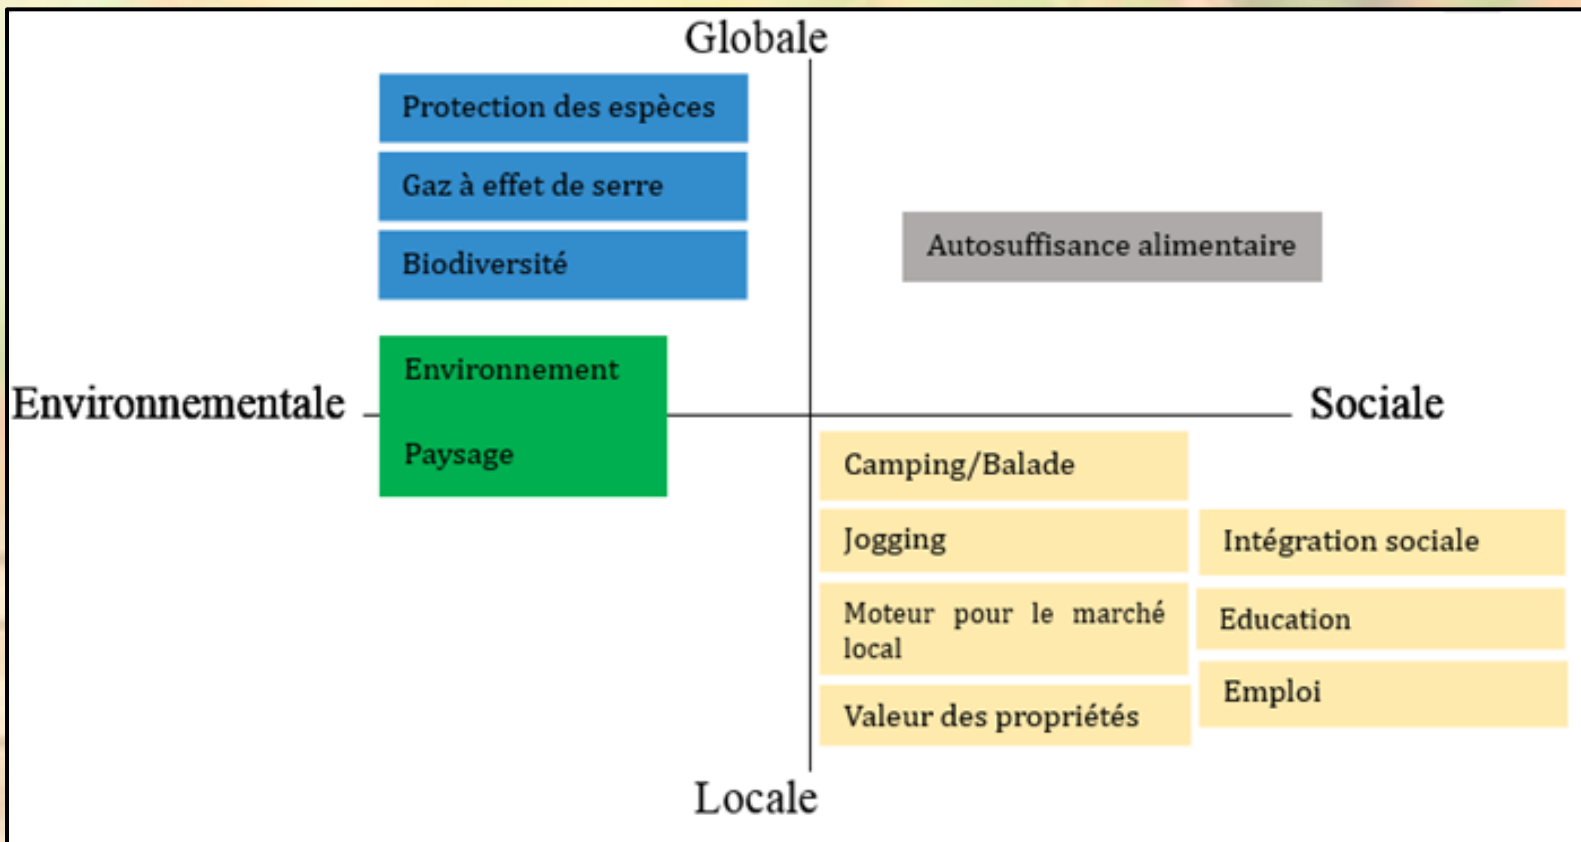 Globale
Protection des espèces
Gaz à effet de serre
Biodiversité
Autosuffisance alimentaire
Environnement
Environnementale
Sociale
Paysage
Camping/Balade
Jogging
Intégration sociale
Moteur pour le marché
local
Education
Valeur des propriétés
Emploi
Locale